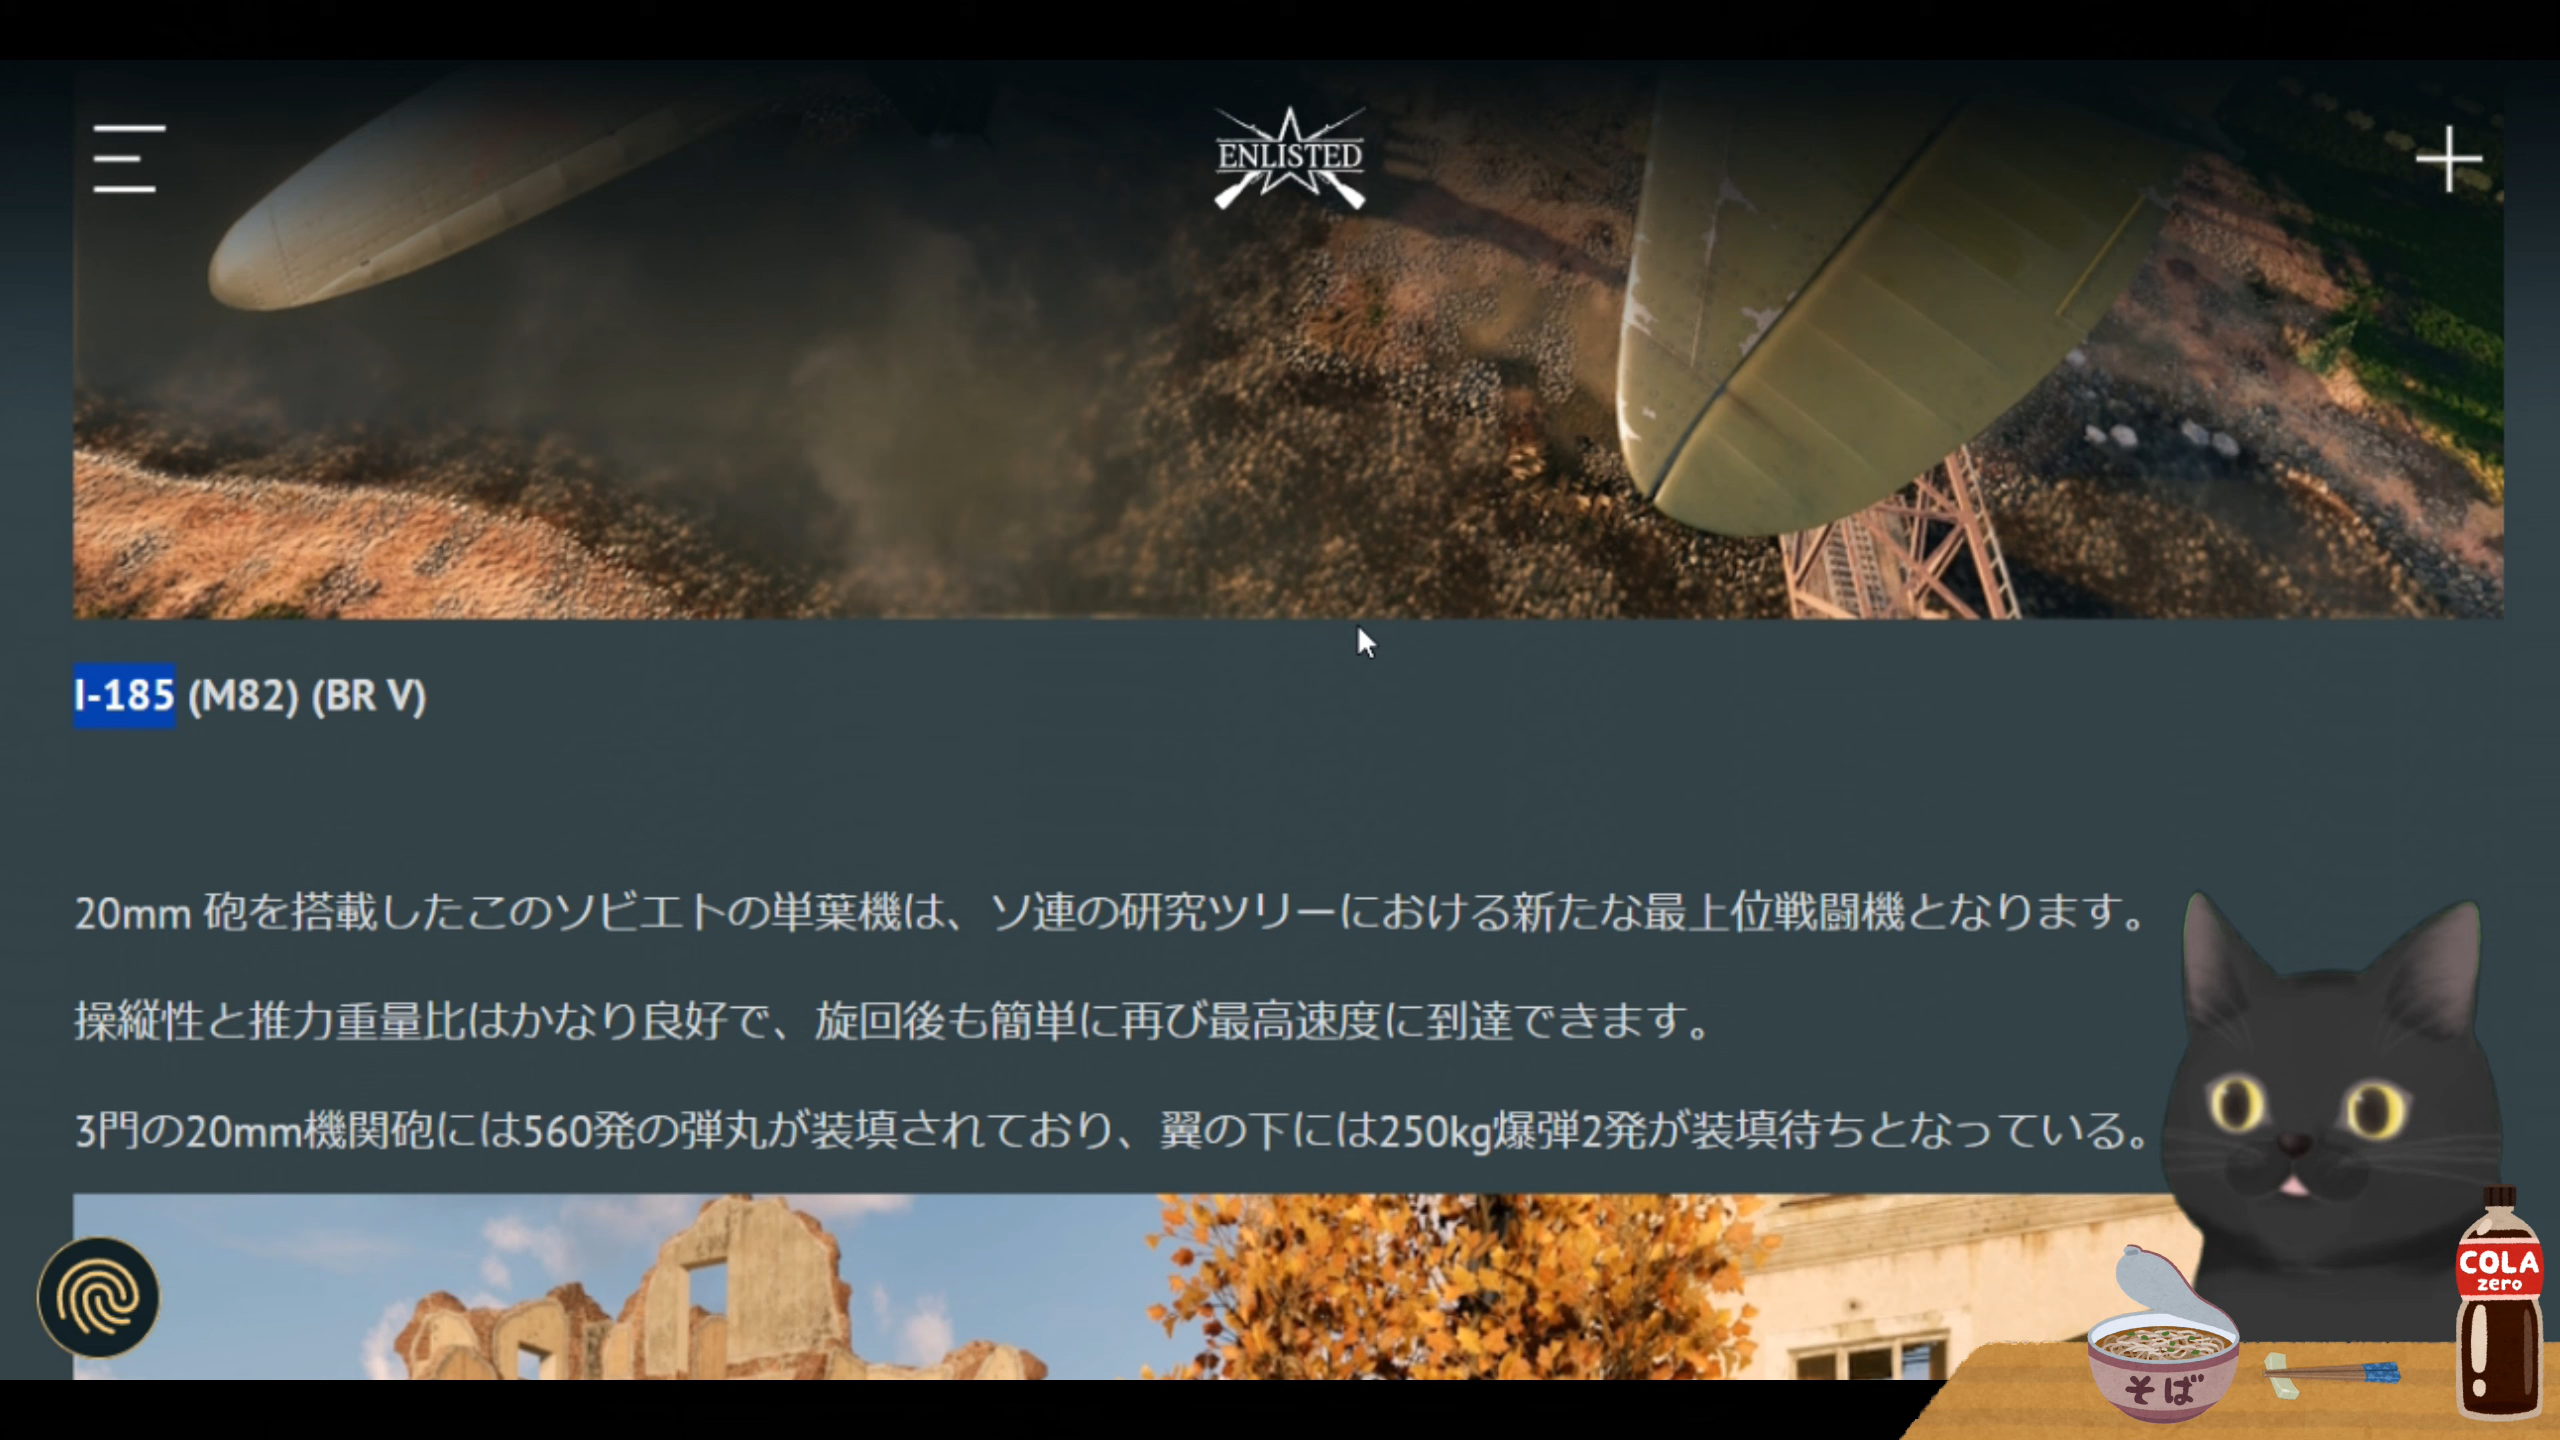 ENLISTED
I-185 (M82) (BR V)
20mm 砲を搭載したこのソビエトの単葉機は、ソ連の研究ツリーにおける新たな最上位戦闘機となります。
操縦性と推力重量比はかなり良好で、旋回後も簡単に再び最高速度に到達できます。
3門の20mm機関砲には560発の弾丸が装填されており、翼の下には250kg爆弾2発が装填待ちとなっている。
COLA
zero
そば